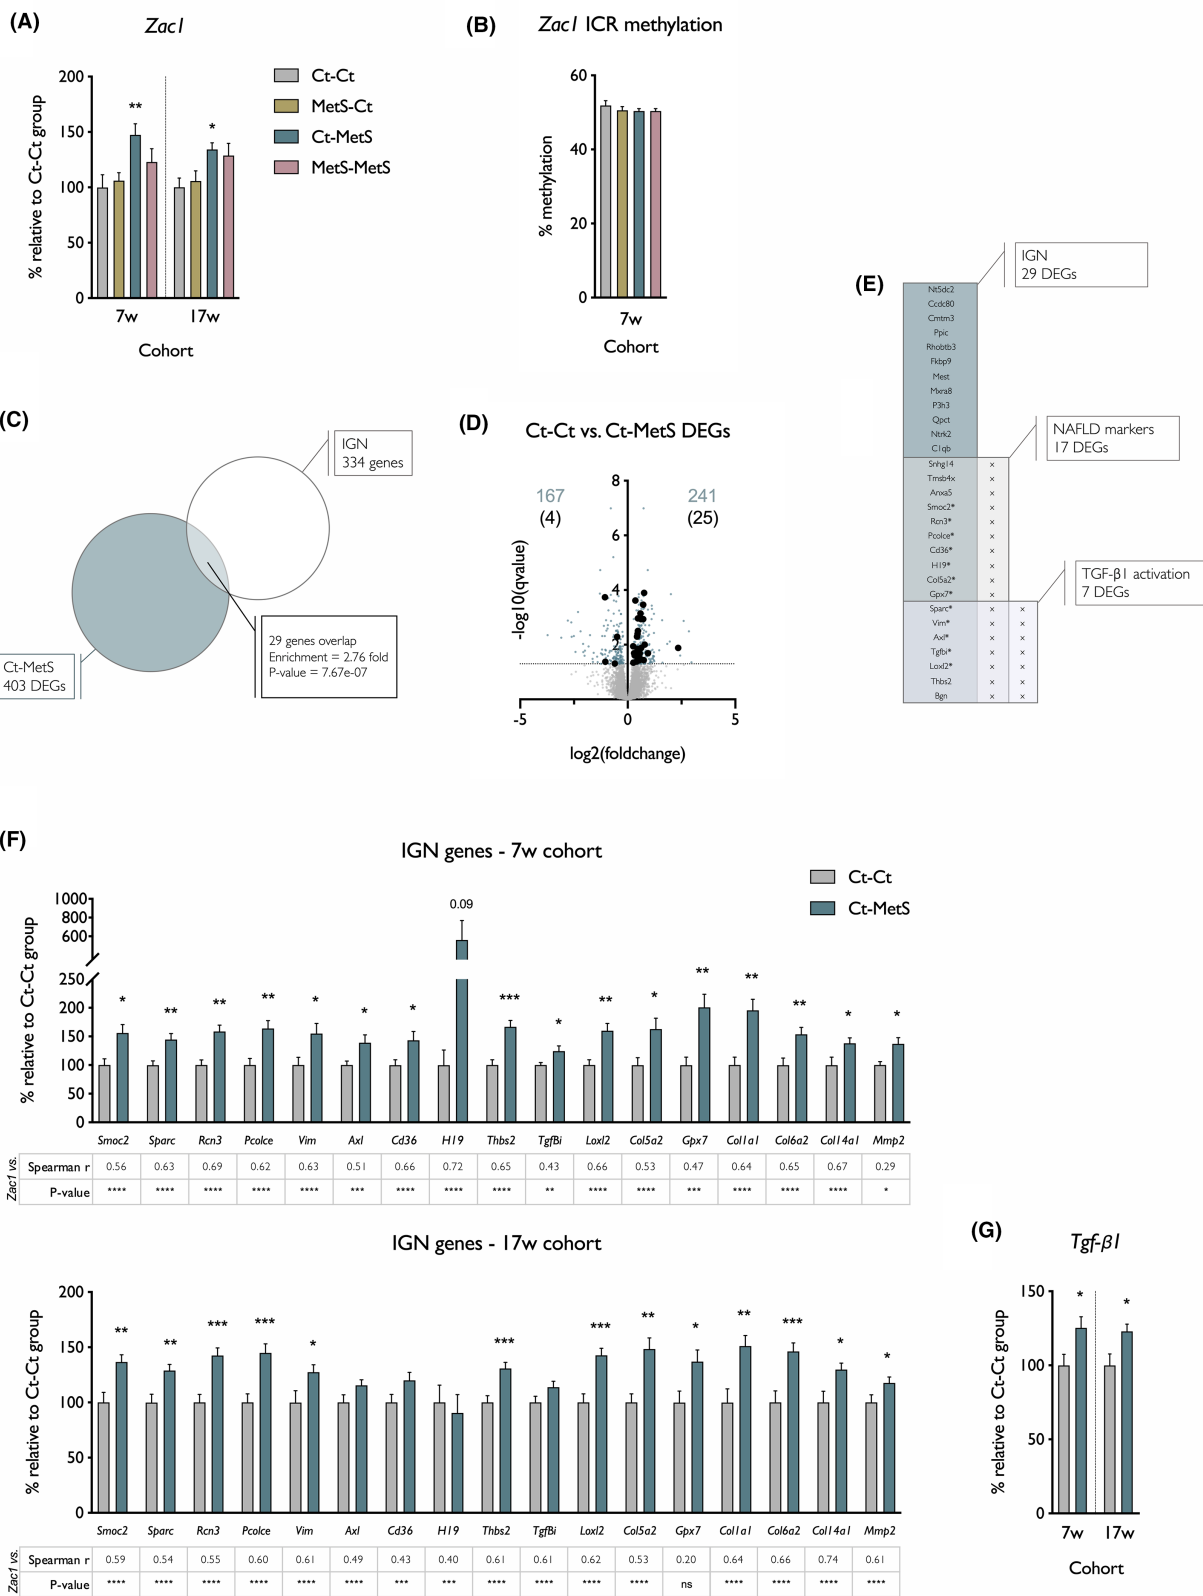 (A)
Zac1
% relative to Ct-Ct group
200
150
100
50
0
**
*
7w
17w
Cohort
Ct-Ct
MetS-Ct
Ct-MetS
MetS-MetS
(B)
Zac1 ICR methylation
% methylation
60
40
20
0
7w
Cohort
(C)
IGN
334 genes
29 genes overlap
Enrichment = 2.76 fold
P-value = 7.67e-07
Ct-MetS
403 DEGs
(D)
Ct-Ct vs. Ct-MetS DEGs
167
(4)
241
(25)
-log10(qvalue)
8
6
4
2
-5
0
5
log2(foldchange)
(E)
IGN
29 DEGs
Nt5dc2
Ccdc80
Cmtm3
Ppic
Rhobtb3
Fkbp9
Mest
Mxra8
P3h3
Qpct
Ntrk2
C1qb
NAFLD markers
17 DEGs
Snhg14 x
Tmsb4x x
Anxa5 x
Smoc2* x
Rcn3* x
Pcolce* x
Cd36* x
H19* x
Col5a2* x
Gpx7* x
TGF-β1 activation
7 DEGs
Sparc* x x
Vim* x x
Axl* x x
Tgfbi* x x
Loxl2* x x
Thbs2 x x
Bgn x x
(F)
IGN genes - 7w cohort
Ct-Ct
Ct-MetS
% relative to Ct-Ct group
1000
800
600
250
200
150
100
50
0
* ** ** ** * * * 0.09 *** * ** * ** ** ** * *
Smoc2 Sparc Rcn3 Pcolce Vim Axl Cd36 H19 Thbs2 TgfBi Loxl2 Col5a2 Gpx7 Col1a1 Col6a2 Col14a1 Mmp2
Zac1 vs.
Spearman r 0.56 0.63 0.69 0.62 0.63 0.51 0.66 0.72 0.65 0.43 0.66 0.53 0.47 0.64 0.65 0.67 0.29
P-value **** **** **** **** **** *** **** **** **** ** **** **** *** **** **** **** *
IGN genes - 17w cohort
% relative to Ct-Ct group
200
150
100
50
0
** ** *** *** * *** *** ** * ** *** * *
Smoc2 Sparc Rcn3 Pcolce Vim Axl Cd36 H19 Thbs2 TgfBi Loxl2 Col5a2 Gpx7 Col1a1 Col6a2 Col14a1 Mmp2
Zac1 vs.
Spearman r 0.59 0.54 0.55 0.60 0.61 0.49 0.43 0.40 0.61 0.61 0.62 0.53 0.20 0.64 0.66 0.74 0.61
P-value **** **** **** **** **** **** *** *** **** **** **** **** ns **** **** **** ****
(G)
Tgf-β1
% relative to Ct-Ct group
150
100
50
0
*
*
7w
17w
Cohort